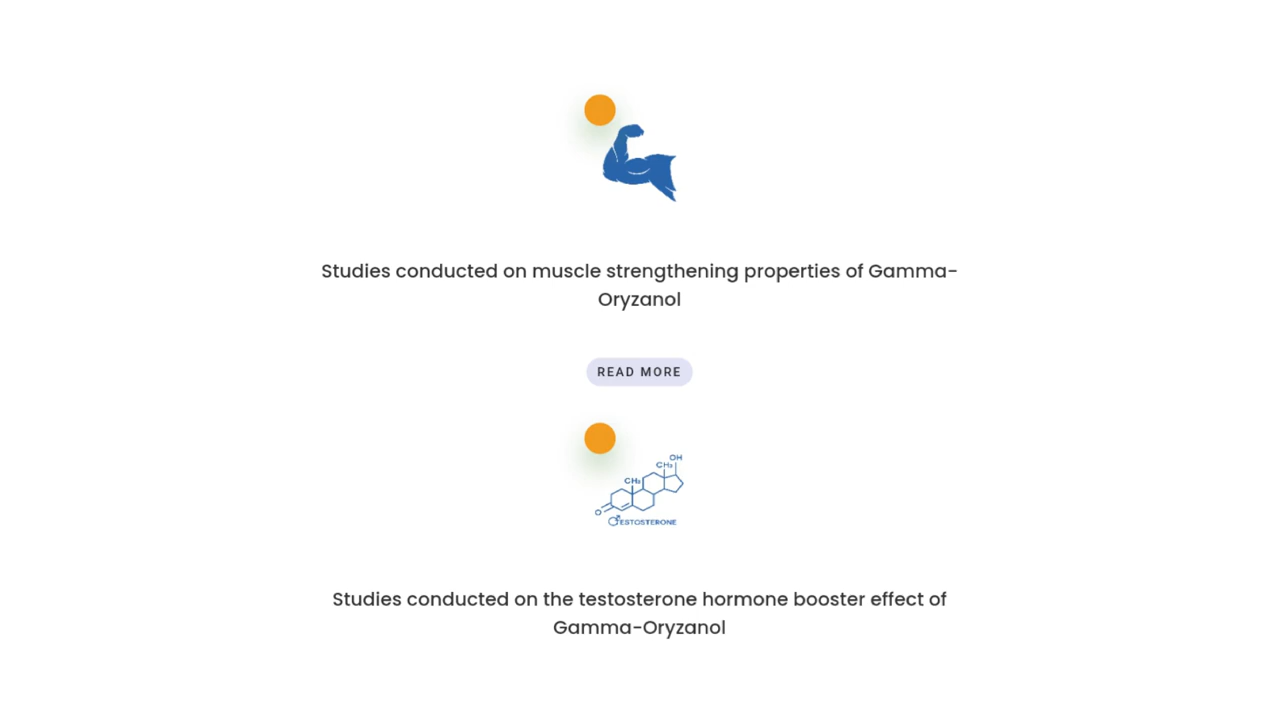 Studies conducted on muscle strengthening properties of Gamma-
Oryzanol
READ MORE
OH
CH₃
CH₃
O
TESTOSTERONE
Studies conducted on the testosterone hormone booster effect of
Gamma-Oryzanol